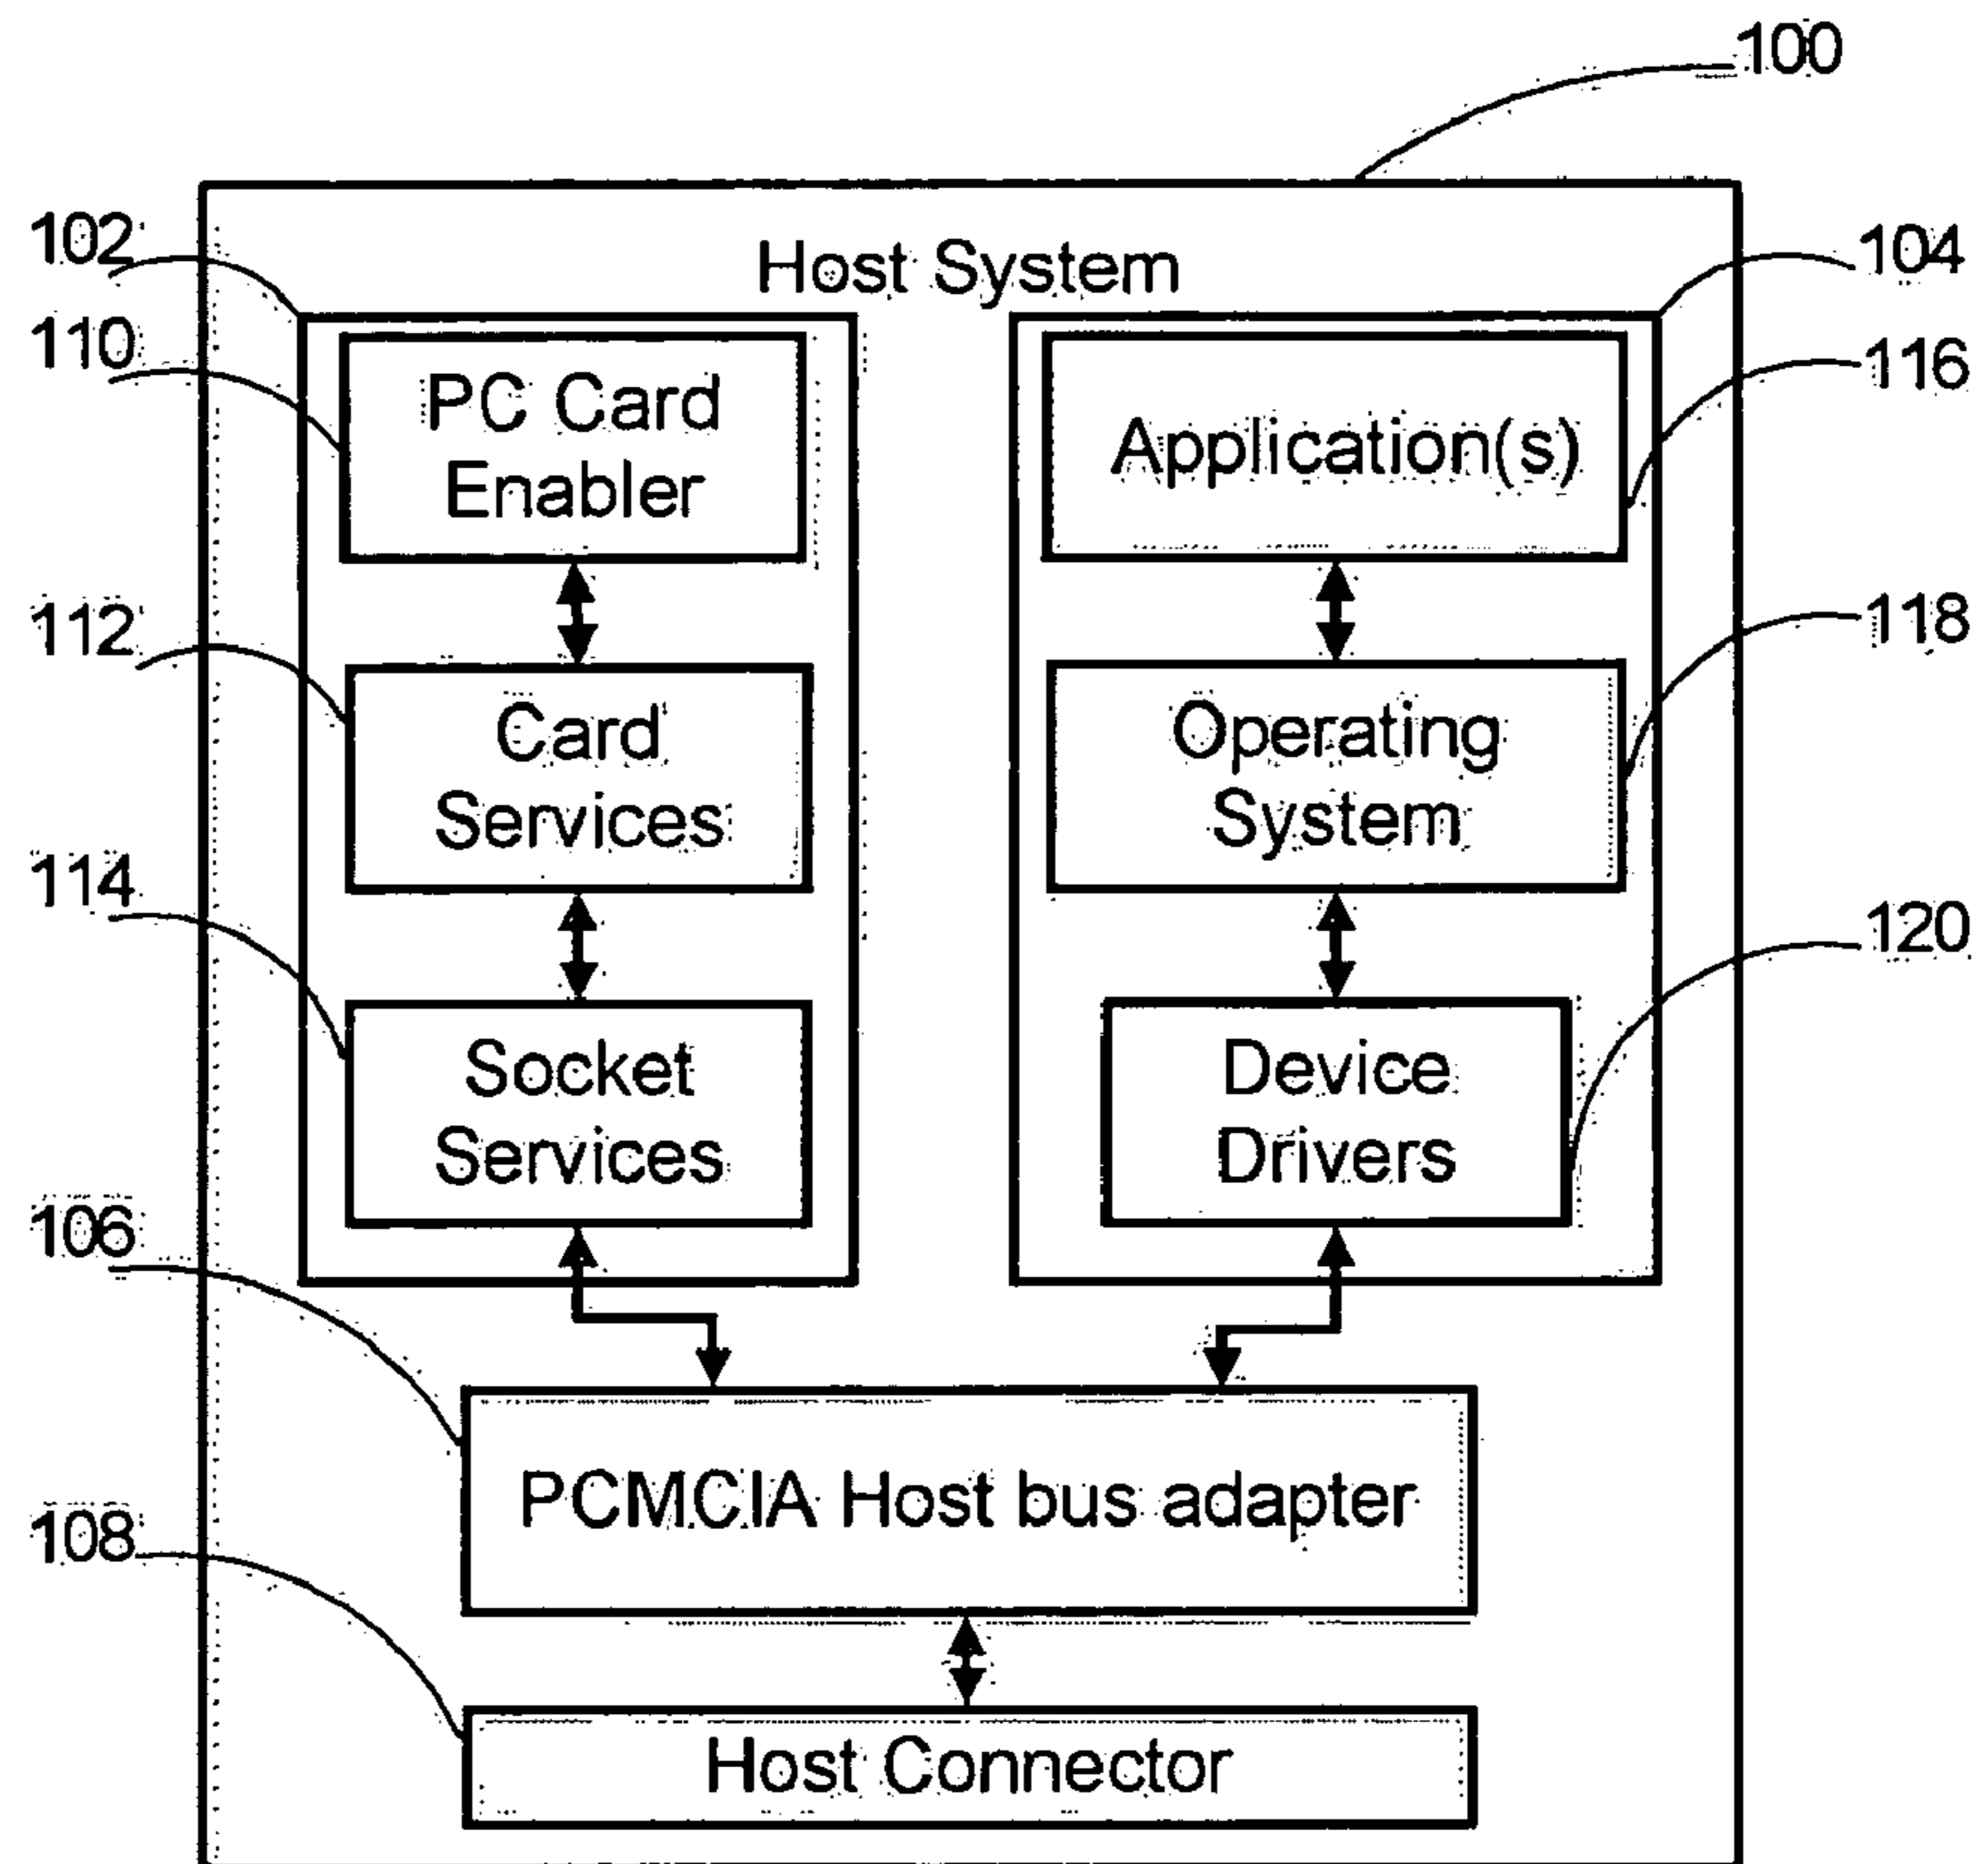 100
102
Host System
104
110
PC Card
Enabler
Application(s)
116
112
Card
Services
Operating
System
118
114
Socket
Services
Device
Drivers
120
106
PCMCIA Host bus adapter
108
Host Connector